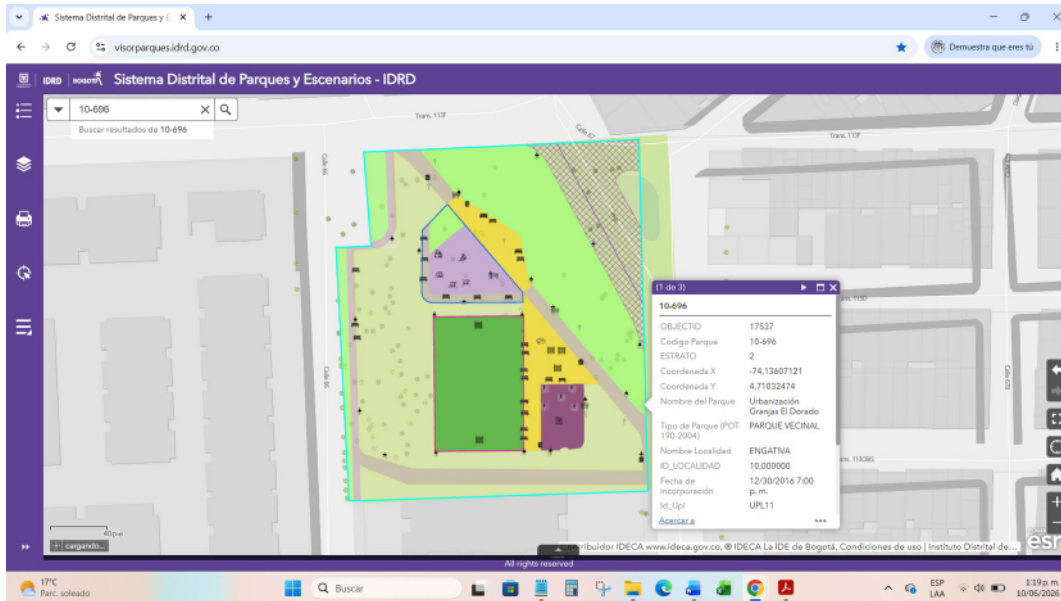 Sistema Distrital de Parques y E
visorparques.idrd.gov.co
Demuestra que eres tú
IDRD
Sistema Distrital de Parques y Escenarios - IDRD
10-696
Buscar resultados de 10-696
Trans. 113F
Calle 67
Trans. 113F
Calle 66
Calle 66
(1 de 3)
10-696
OBJECTID 17537
Codigo Parque 10-696
ESTRATO 2
Coordenada X -74,13607121
Coordenada Y 4,71032474
Nombre del Parque Urbanización
Granjas El Dorado
Tipo de Parque (POT
190-2004) PARQUE VECINAL
Nombre Localidad ENGATIVA
ID_LOCALIDAD 10,000000
Fecha de
incorporación 12/30/2016 7:00
p. m.
Id_Upl UPL11
Acercar a
cargando...
IDECA www.ideca.gov.co, © IDECA La IDE de Bogotá, Condiciones de uso | Instituto Distrital de...
esri
All rights reserved
17°C
Parc. soleado
Buscar
ESP
LAA
1:19 p. m.